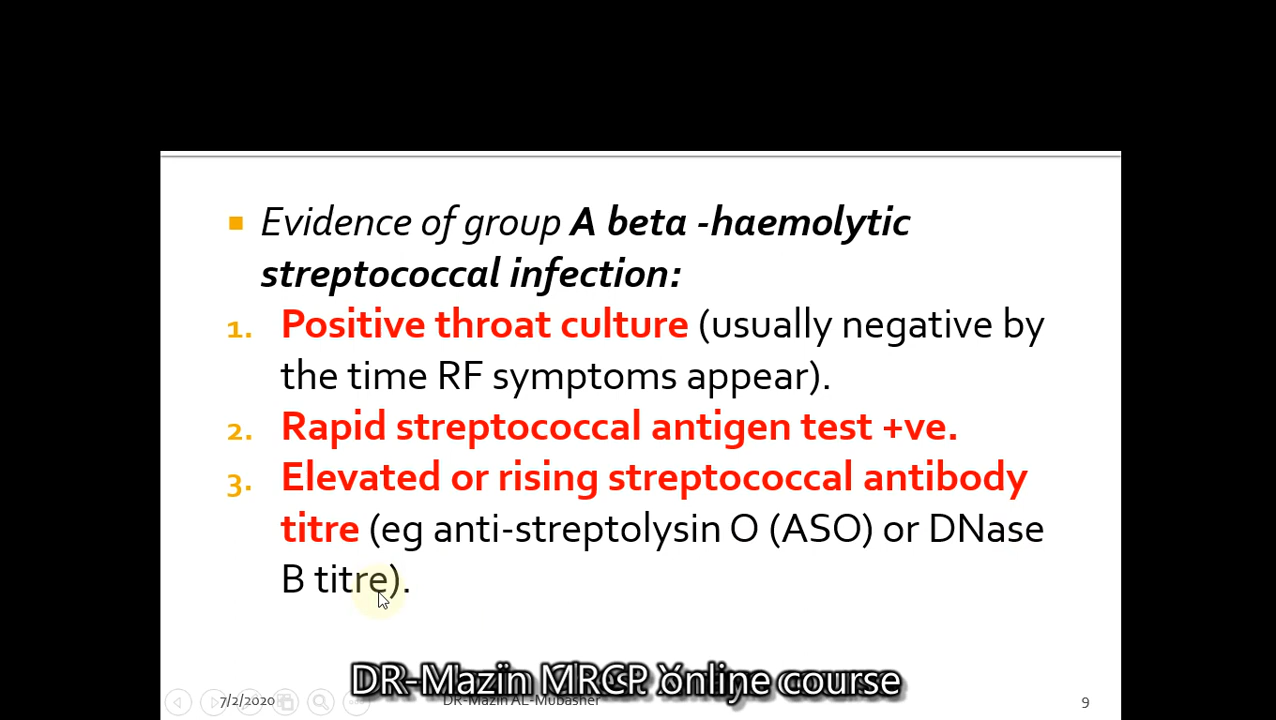 Evidence of group A beta -haemolytic
streptococcal infection:
1. Positive throat culture (usually negative by
the time RF symptoms appear).
2. Rapid streptococcal antigen test +ve.
3. Elevated or rising streptococcal antibody
titre (eg anti-streptolysin O (ASO) or DNase
B titre).
DR-Mazin MRCP online course
7/2/2020 DR-Mazin AL-Mubasher 9